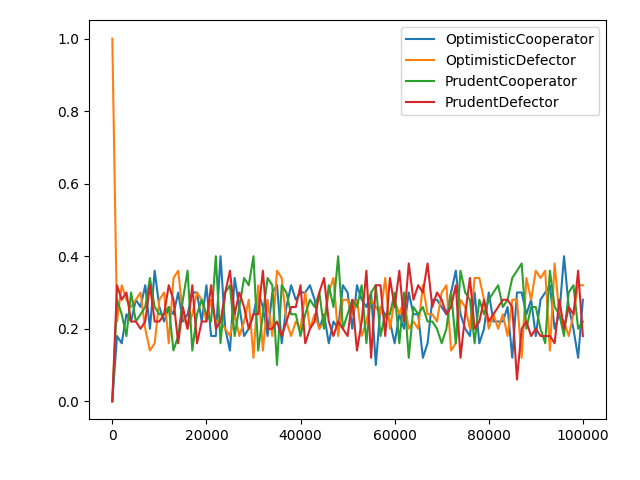 1.0
0.8
0.6
0.4
0.2
0.0
0 20000 40000 60000 80000 100000
OptimisticCooperator
OptimisticDefector
PrudentCooperator
PrudentDefector